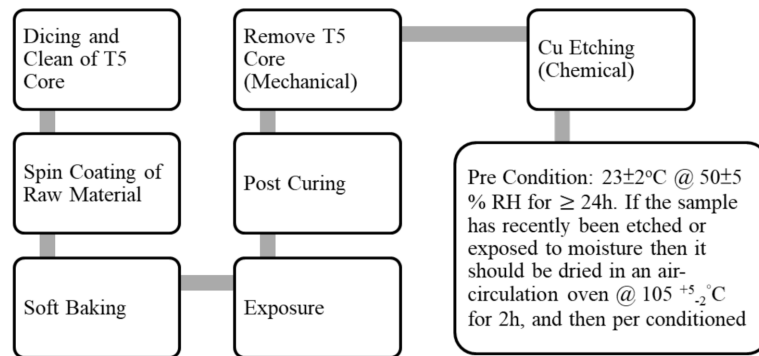 Dicing and
Clean of T5
Core
Spin Coating of
Raw Material
Soft Baking
Exposure
Post Curing
Remove T5
Core
(Mechanical)
Cu Etching
(Chemical)
Pre Condition: 23±2°C @ 50±5
% RH for ≥ 24h. If the sample
has recently been etched or
exposed to moisture then it
should be dried in an air-
circulation oven @ 105 +5-2°C
for 2h, and then per conditioned